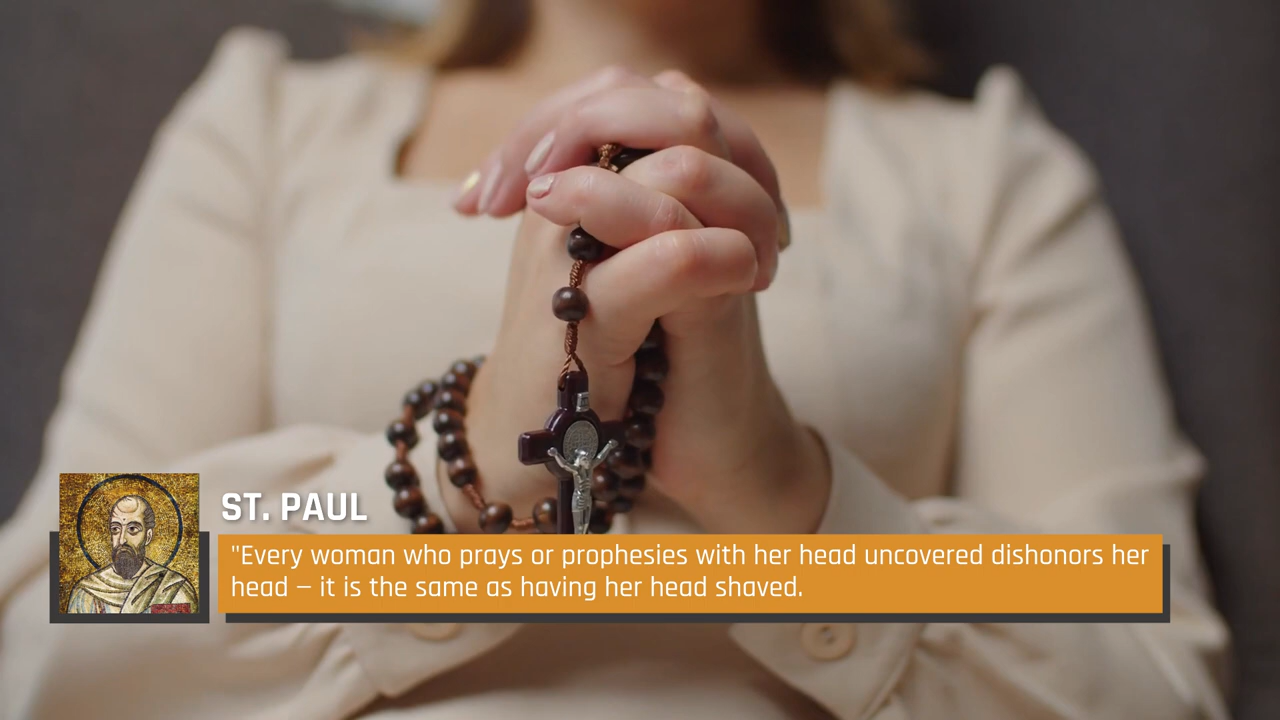 ST. PAUL
"Every woman who prays or prophesies with her head uncovered dishonors her
head – it is the same as having her head shaved.